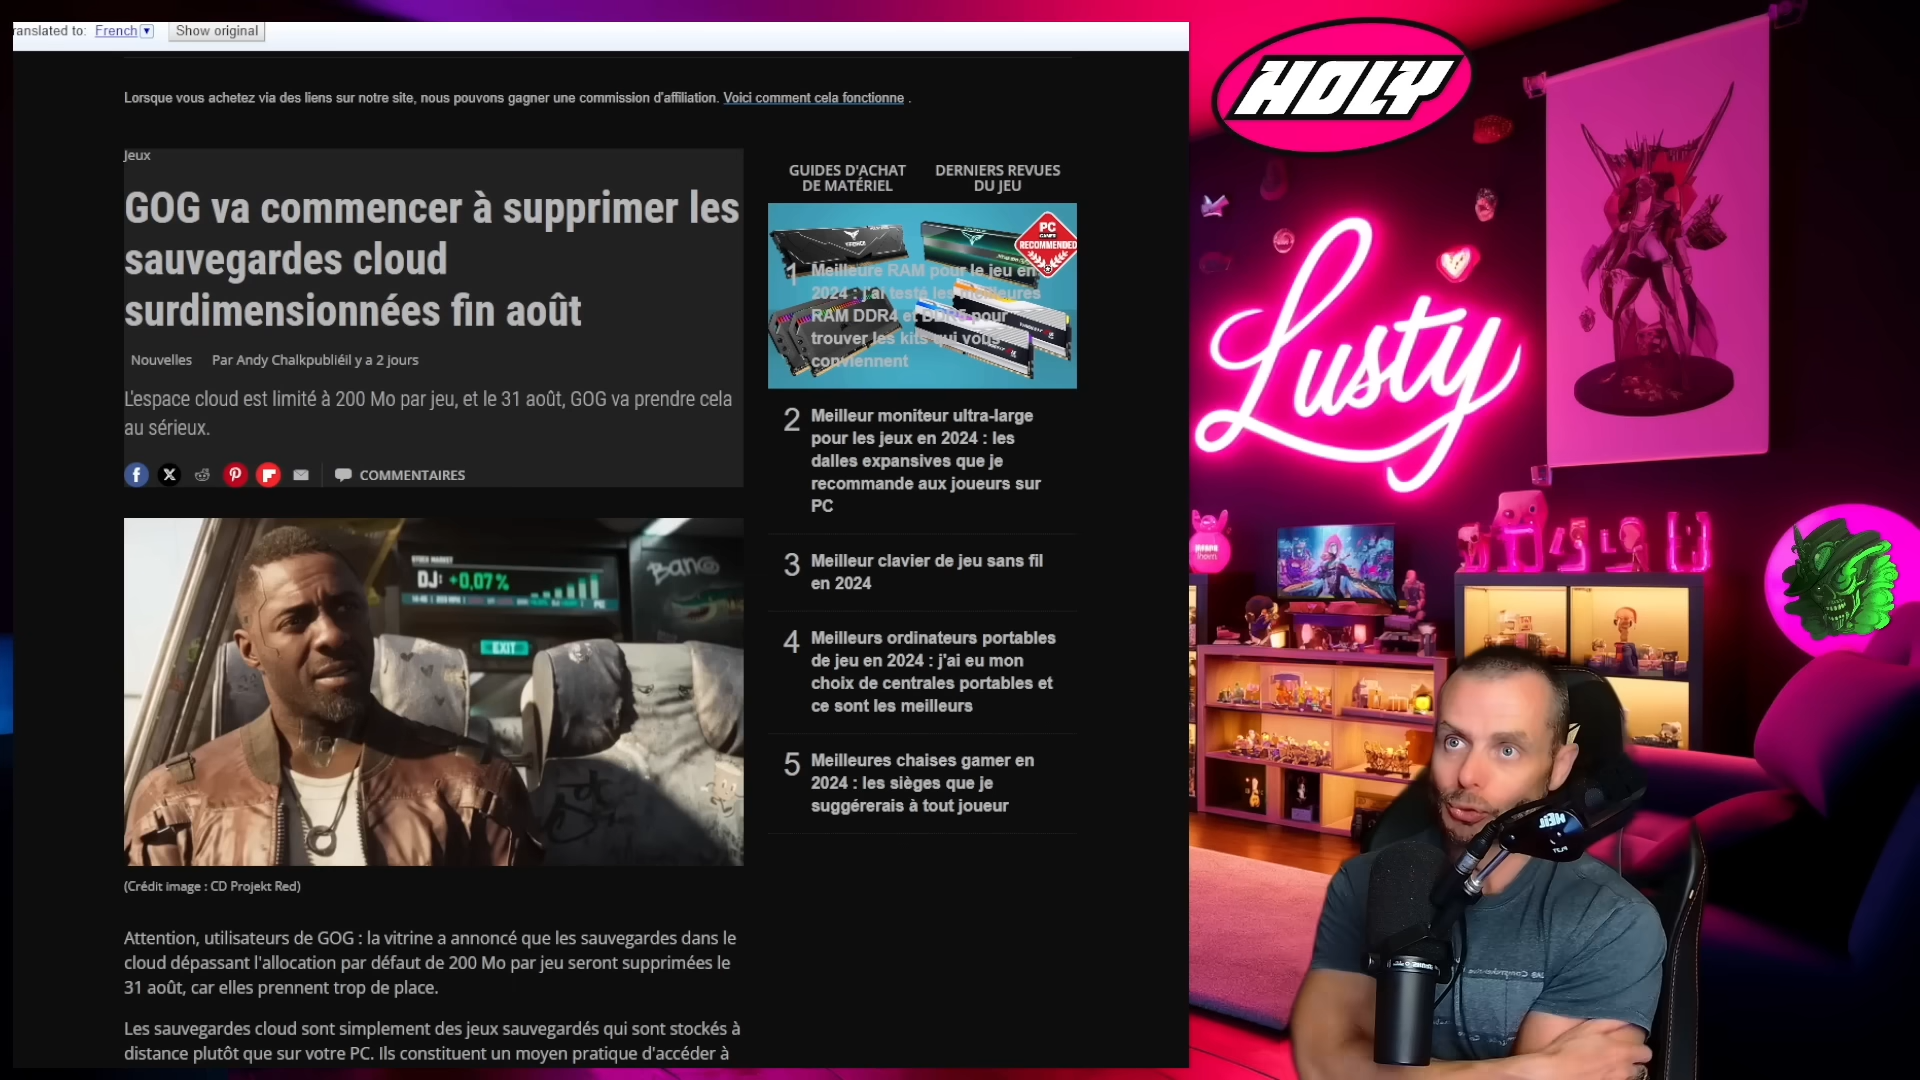 ranslated to: French Show original
Lorsque vous achetez via des liens sur notre site, nous pouvons gagner une commission d'affiliation. Voici comment cela fonctionne .
Jeux
GOG va commencer à supprimer les
sauvegardes cloud
surdimensionnées fin août
Nouvelles Par Andy Chalkpubliéil y a 2 jours
L'espace cloud est limité à 200 Mo par jeu, et le 31 août, GOG va prendre cela
au sérieux.
COMMENTAIRES
STOCK MARKET
DJ: +0,07%
EXIT
(Crédit image : CD Projekt Red)
Attention, utilisateurs de GOG : la vitrine a annoncé que les sauvegardes dans le
cloud dépassant l'allocation par défaut de 200 Mo par jeu seront supprimées le
31 août, car elles prennent trop de place.
Les sauvegardes cloud sont simplement des jeux sauvegardés qui sont stockés à
distance plutôt que sur votre PC. Ils constituent un moyen pratique d'accéder à
GUIDES D'ACHAT
DE MATÉRIEL
DERNIERS REVUES
DU JEU
PC
GAMER
RECOMMENDED
1 Meilleure RAM pour le jeu en
2024 : j'ai testé les meilleures
RAM DDR4 et DDR5 pour
trouver les kits qui vous
conviennent
2 Meilleur moniteur ultra-large
pour les jeux en 2024 : les
dalles expansives que je
recommande aux joueurs sur
PC
3 Meilleur clavier de jeu sans fil
en 2024
4 Meilleurs ordinateurs portables
de jeu en 2024 : j'ai eu mon
choix de centrales portables et
ce sont les meilleurs
5 Meilleures chaises gamer en
2024 : les sièges que je
suggérerais à tout joueur
HOLY
Lusty